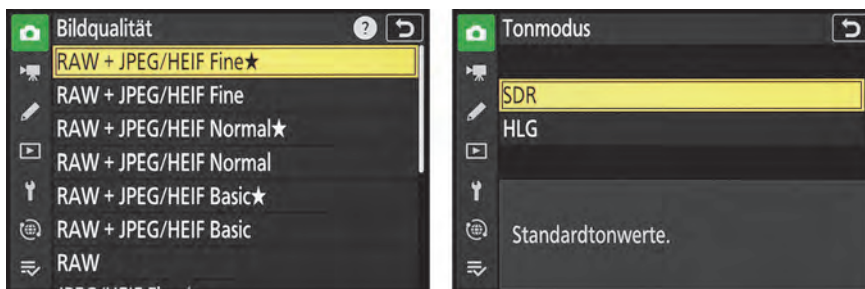 Bildqualität
RAW + JPEG/HEIF Fine★
RAW + JPEG/HEIF Fine
RAW + JPEG/HEIF Normal★
RAW + JPEG/HEIF Normal
RAW + JPEG/HEIF Basic★
RAW + JPEG/HEIF Basic
RAW
Tonmodus
SDR
HLG
Standardtonwerte.